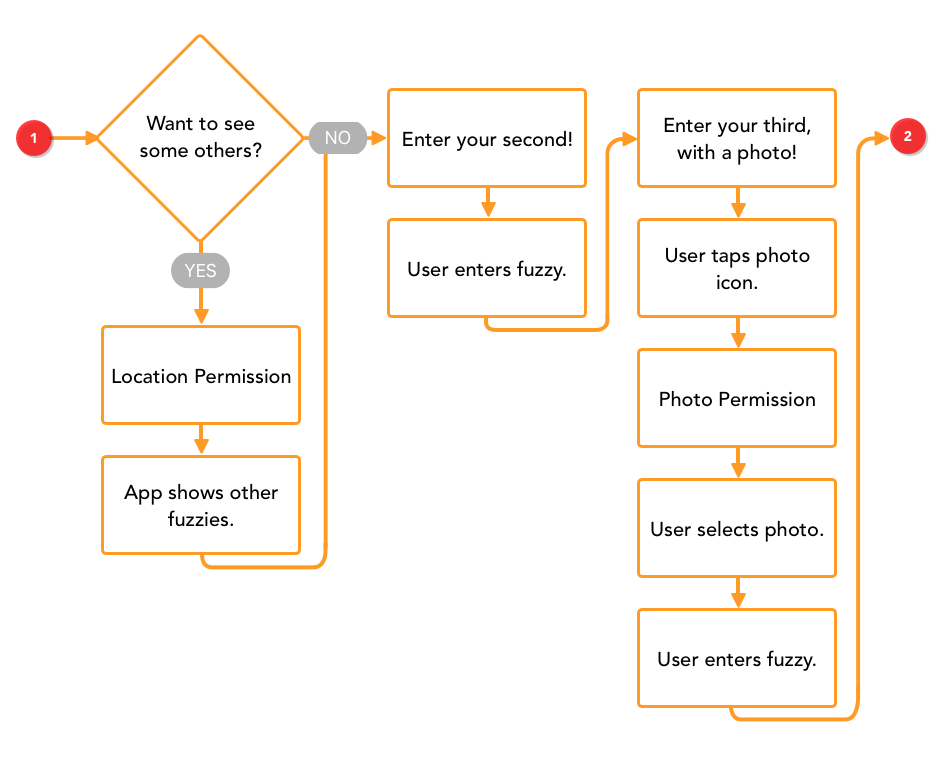 1
Want to see
some others?
NO
YES
Location Permission
App shows other
fuzzies.
Enter your second!
User enters fuzzy.
Enter your third,
with a photo!
User taps photo
icon.
Photo Permission
User selects photo.
User enters fuzzy.
2